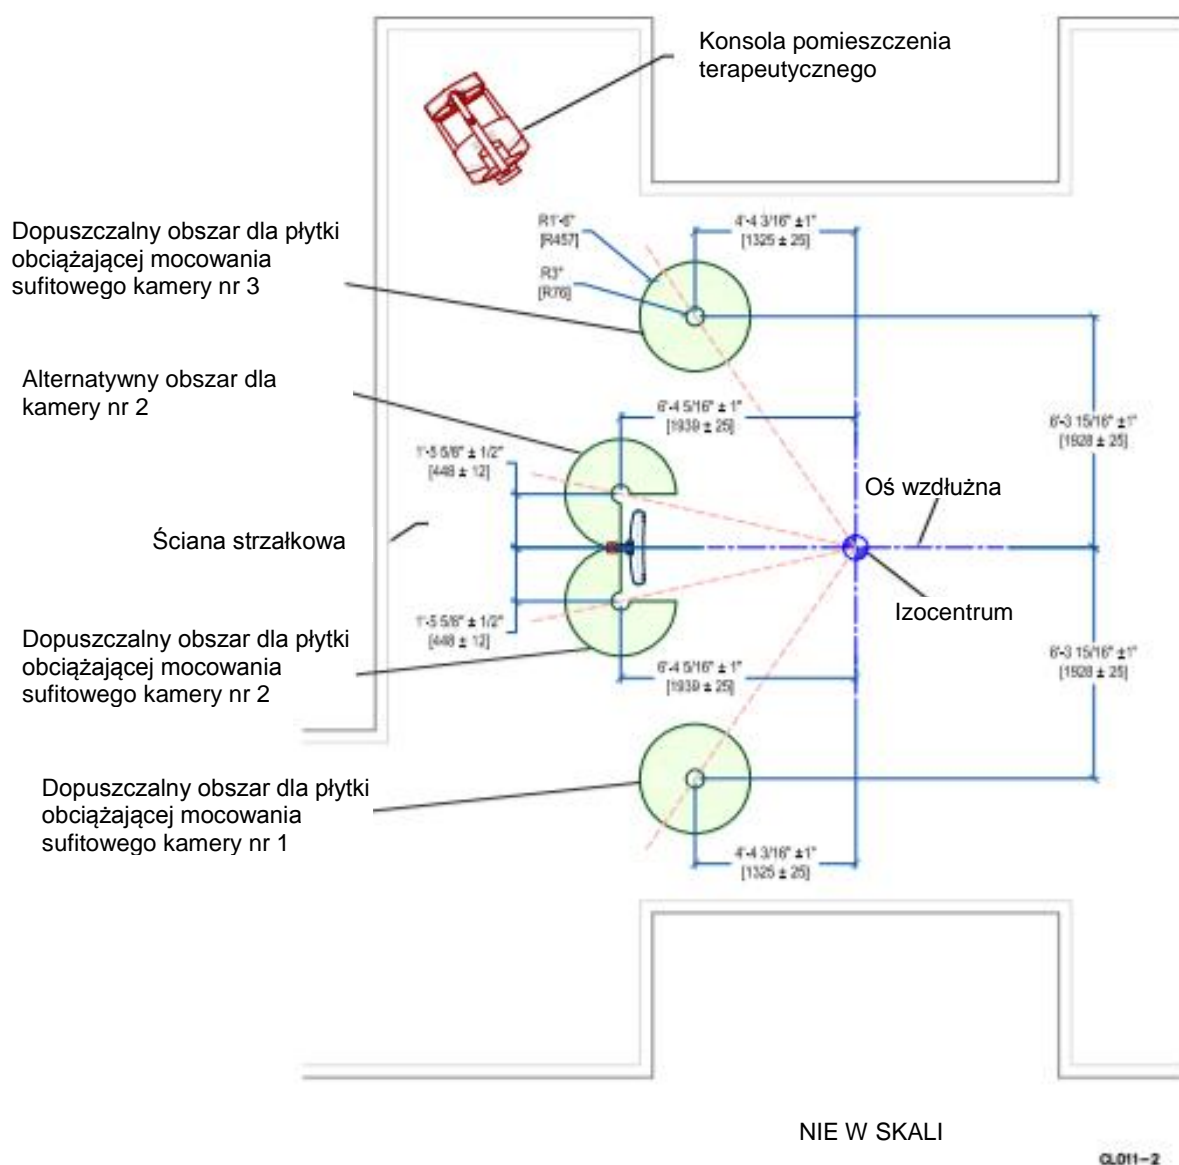 Konsola pomieszczenia
terapeutycznego
Dopuszczalny obszar dla płytki
obciążającej mocowania
sufitowego kamery nr 3
R1'-6"
[R457]
R3"
[R76]
4'-4 3/16" ±1"
[1325 ± 25]
Alternatywny obszar dla
kamery nr 2
6'-4 5/16" ± 1"
[1939 ± 25]
1'-5 5/8" ± 1/2"
[448 ± 12]
6'-3 15/16" ±1"
[1928 ± 25]
Oś wzdłużna
Ściana strzałkowa
Izocentrum
Dopuszczalny obszar dla płytki
obciążającej mocowania
sufitowego kamery nr 2
1'-5 5/8" ± 1/2"
[448 ± 12]
6'-4 5/16" ± 1"
[1939 ± 25]
6'-3 15/16" ±1"
[1928 ± 25]
Dopuszczalny obszar dla płytki
obciążającej mocowania
sufitowego kamery nr 1
4'-4 3/16" ±1"
[1325 ± 25]
NIE W SKALI
CL011-2